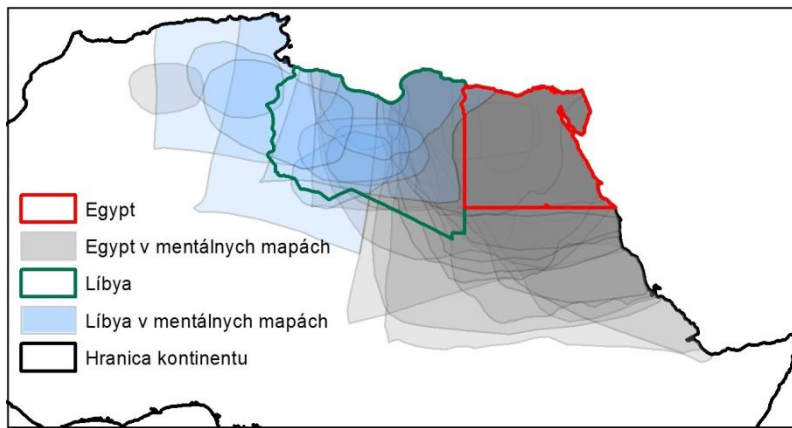 Egypt
Egypt v mentálnych mapách
Líbya
Líbya v mentálnych mapách
Hranica kontinentu